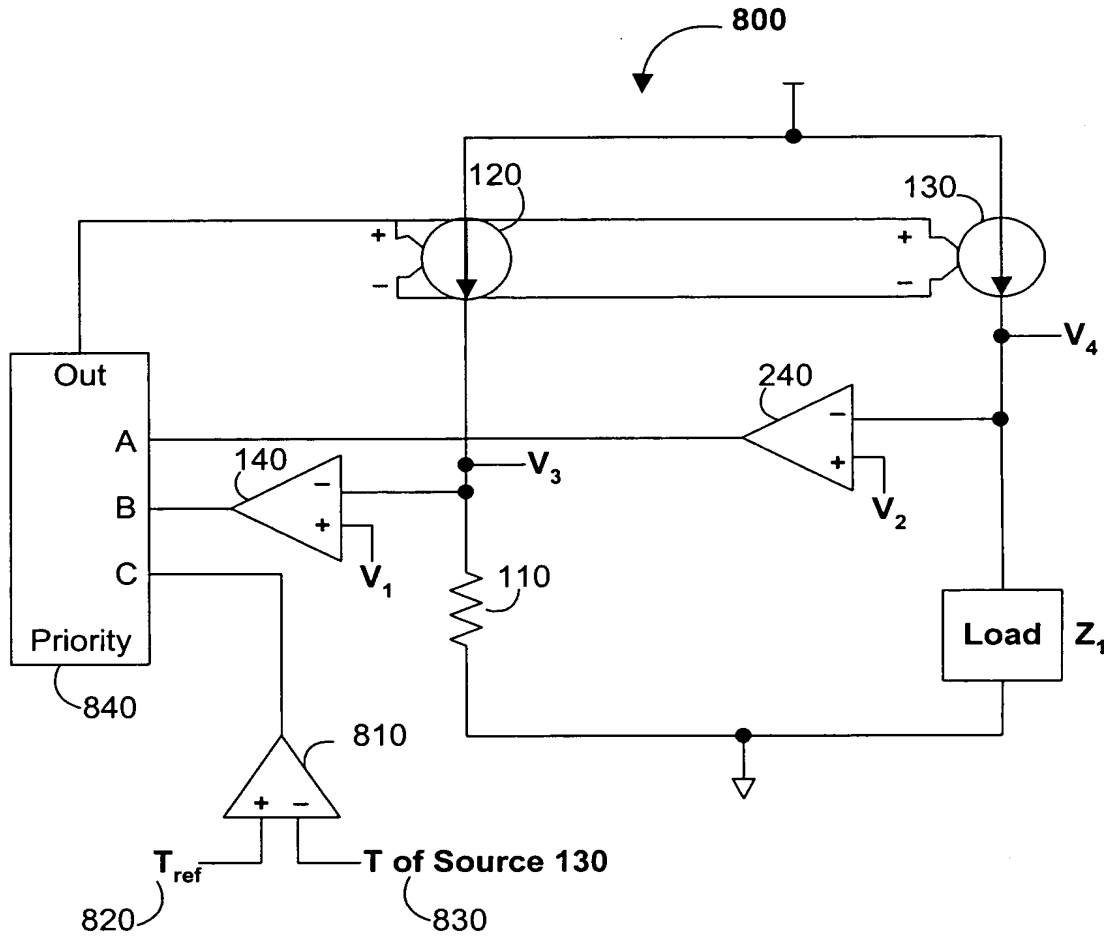 800
120
130
+
+
−
−
Out
V4
240
A
−
V3
+
140
B
−
V2
+
C
V1
110
Load
Z1
Priority
840
810
+ −
Tref
T of Source 130
820
830